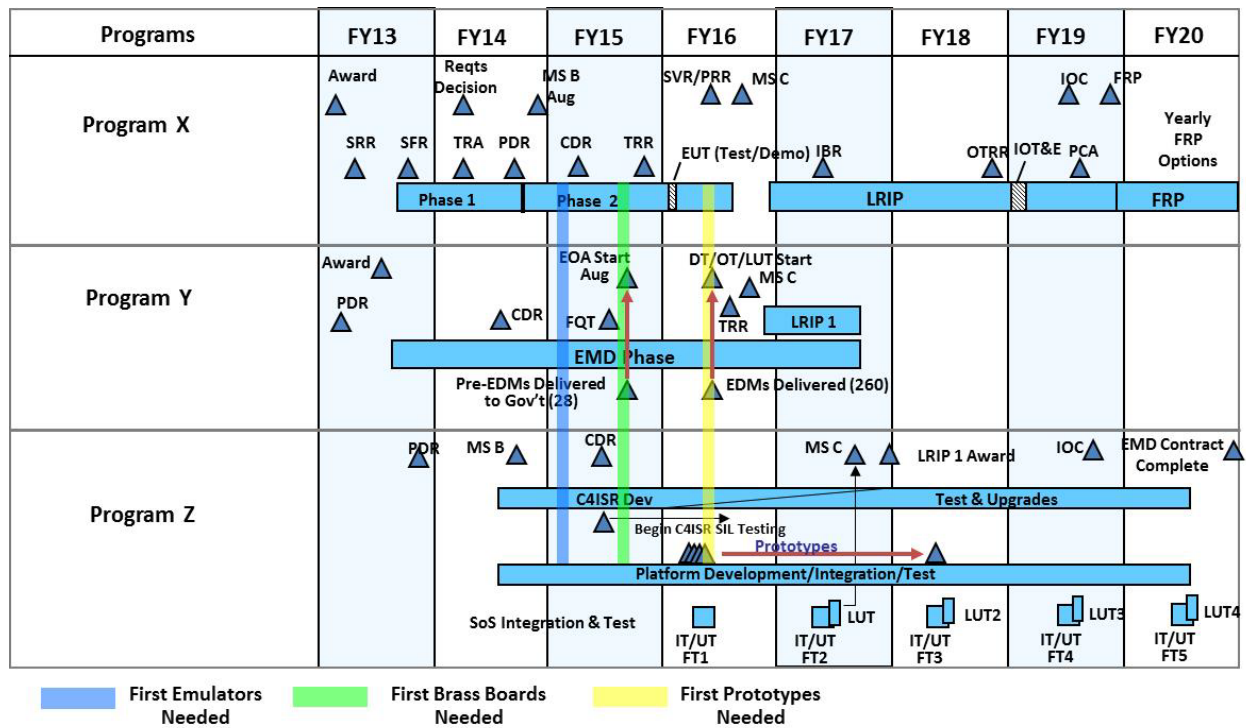 Programs
FY13
FY14
FY15
FY16
FY17
FY18
FY19
FY20
Program X
Award
Reqts
Decision
MS B
Aug
SVR/PRR
MS C
IOC
FRP
SRR
SFR
TRA
PDR
CDR
TRR
EUT (Test/Demo)
IBR
OTRR
IOT&E
PCA
Yearly
FRP
Options
Phase 1
Phase 2
LRIP
FRP
Program Y
Award
EOA Start
Aug
DT/OT/LUT Start
MS C
PDR
CDR
FQT
TRR
LRIP 1
EMD Phase
Pre-EDMs Delivered
to Gov't (28)
EDMs Delivered (260)
Program Z
PDR
MS B
CDR
MS C
LRIP 1 Award
IOC
EMD Contract
Complete
C4ISR Dev
Test & Upgrades
Begin C4ISR SIL Testing
Prototypes
Platform Development/Integration/Test
SoS Integration & Test
LUT
LUT2
LUT3
LUT4
IT/UT
FT1
IT/UT
FT2
IT/UT
FT3
IT/UT
FT4
IT/UT
FT5
First Emulators
Needed
First Brass Boards
Needed
First Prototypes
Needed